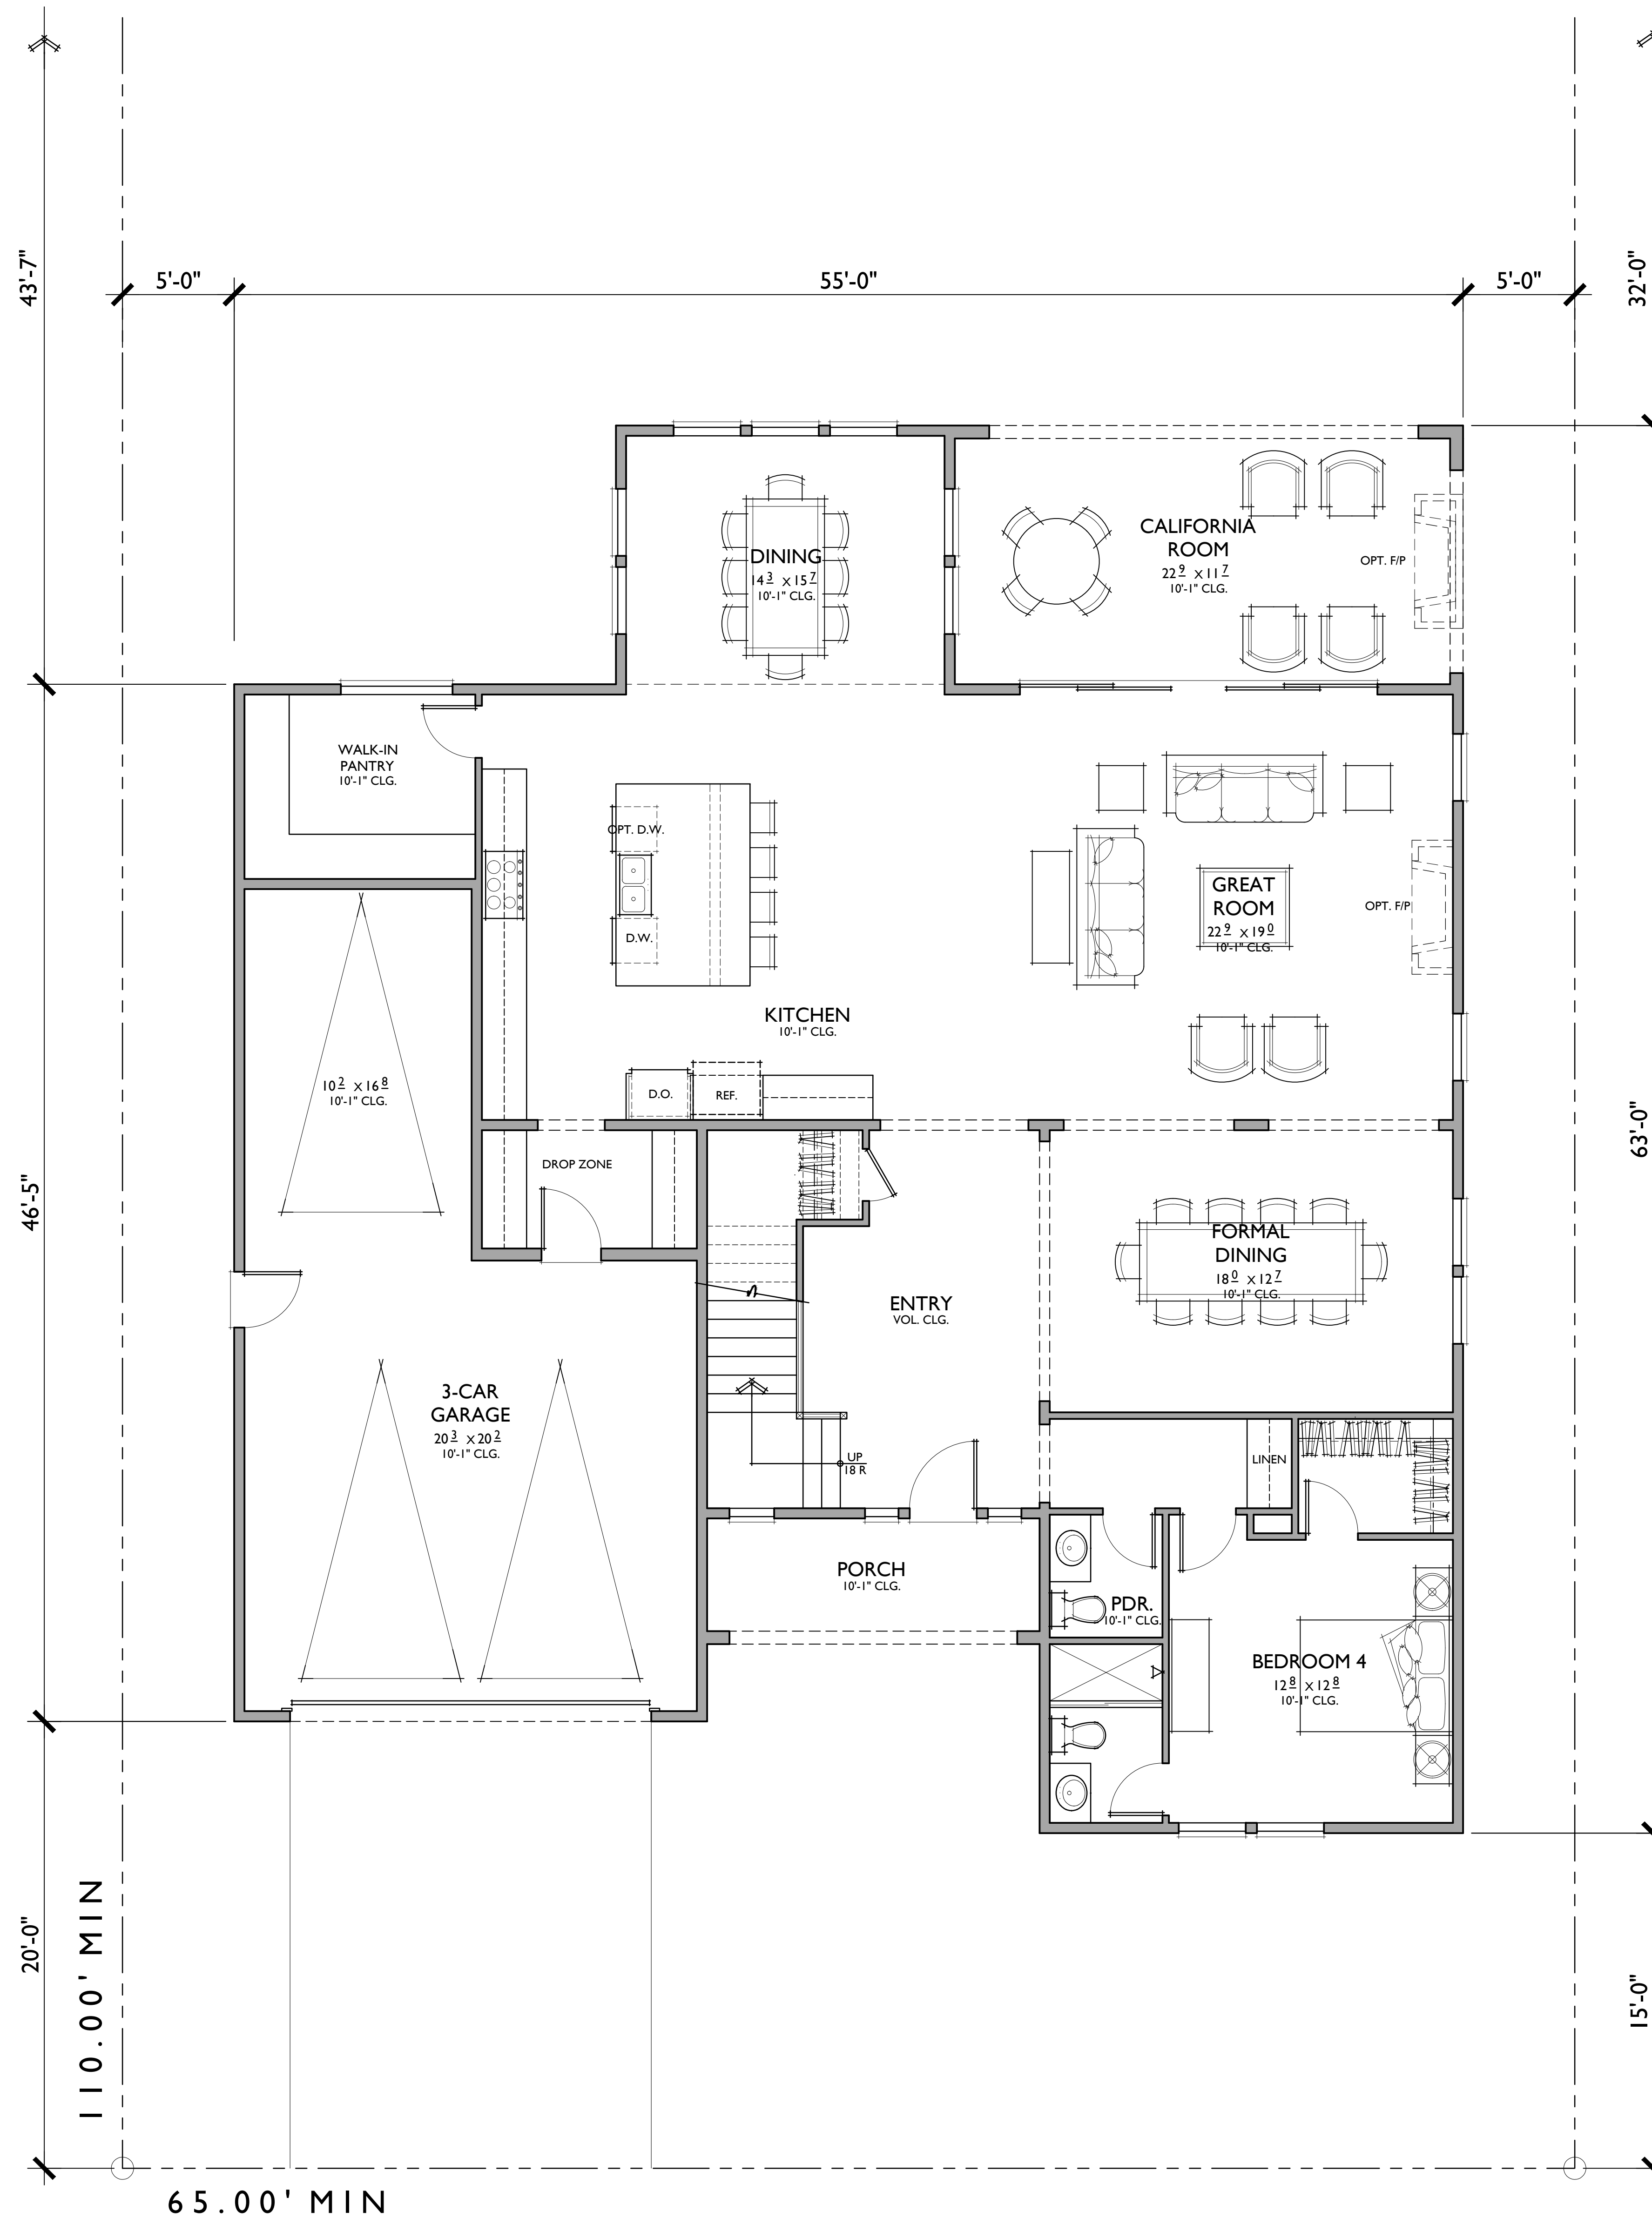 43'-7"
5'-0"
55'-0"
5'-0"
32'-0"
DINING
14 3 X 15 7
10'-1" CLG.
CALIFORNIA
ROOM
22 9 X 11 7
10'-1" CLG.
OPT. F/P
WALK-IN
PANTRY
10'-1" CLG.
OPT. D.W.
D.W.
GREAT
ROOM
22 9 X 19 0
10'-1" CLG.
OPT. F/P
KITCHEN
10'-1" CLG.
10 2 X 16 8
10'-1" CLG.
D.O.
REF.
63'-0"
46'-5"
DROP ZONE
FORMAL
DINING
18 0 X 12 7
10'-1" CLG.
ENTRY
VOL. CLG.
3-CAR
GARAGE
20 3 X 20 2
10'-1" CLG.
UP
18 R
LINEN
PORCH
10'-1" CLG.
PDR.
10'-1" CLG.
BEDROOM 4
12 8 X 12 8
10'-1" CLG.
20'-0"
110.00' MIN
15'-0"
65.00' MIN